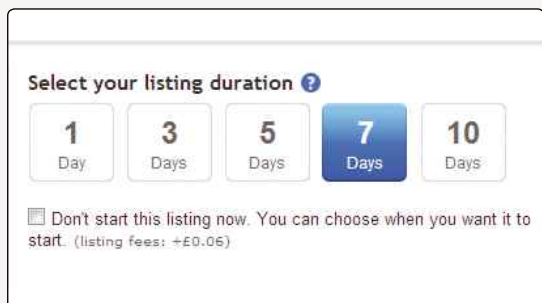 Select your listing duration ?
1 3 5 7 10
Day Days Days Days Days
Don't start this listing now. You can choose when you want it to
start. (listing fees: +£0.06)